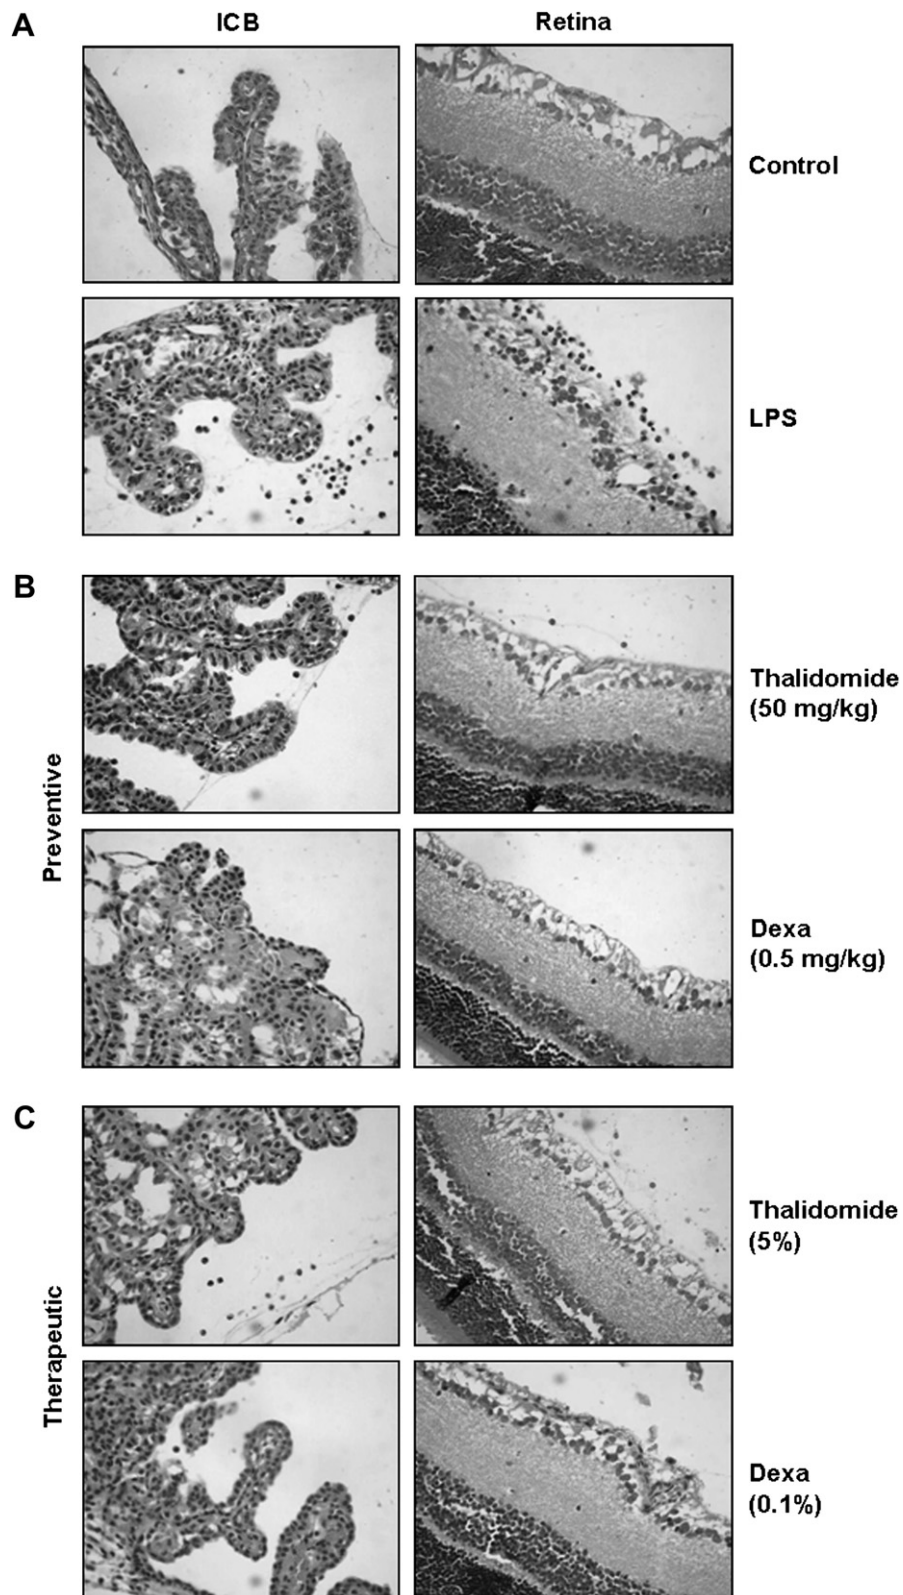 A
ICB
Retina
Control
LPS
B
Preventive
Thalidomide
(50 mg/kg)
Dexa
(0.5 mg/kg)
C
Therapeutic
Thalidomide
(5%)
Dexa
(0.1%)